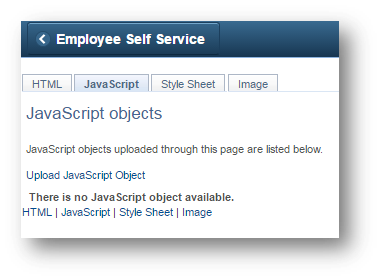 Employee Self Service
HTML JavaScript Style Sheet Image
JavaScript objects
JavaScript objects uploaded through this page are listed below.
Upload JavaScript Object
There is no JavaScript object available.
HTML | JavaScript | Style Sheet | Image